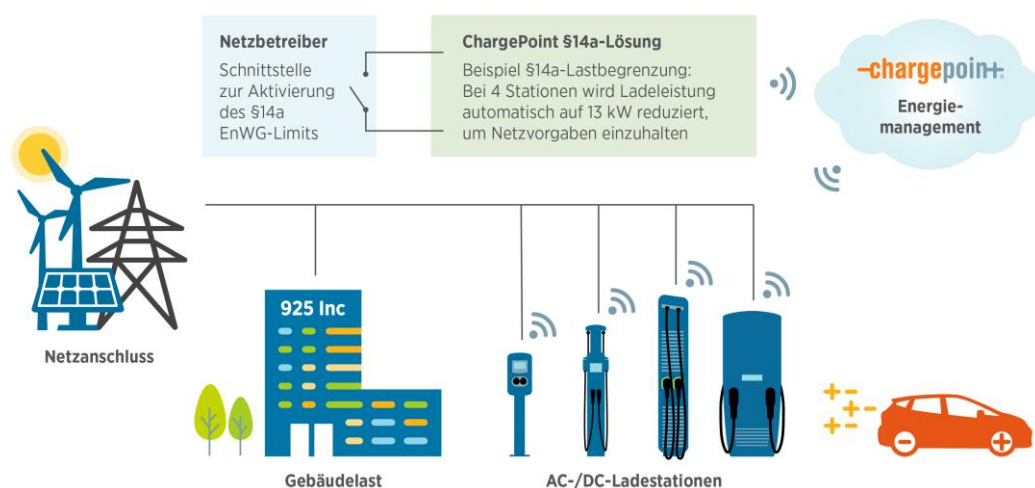 Netzbetreiber
Schnittstelle
zur Aktivierung
des §14a
EnWG-Limits
ChargePoint §14a-Lösung
Beispiel §14a-Lastbegrenzung:
Bei 4 Stationen wird Ladeleistung
automatisch auf 13 kW reduziert,
um Netzvorgaben einzuhalten
-chargepoin+®
Energie-
management
925 Inc
Netzanschluss
Gebäudelast
AC-/DC-Ladestationen